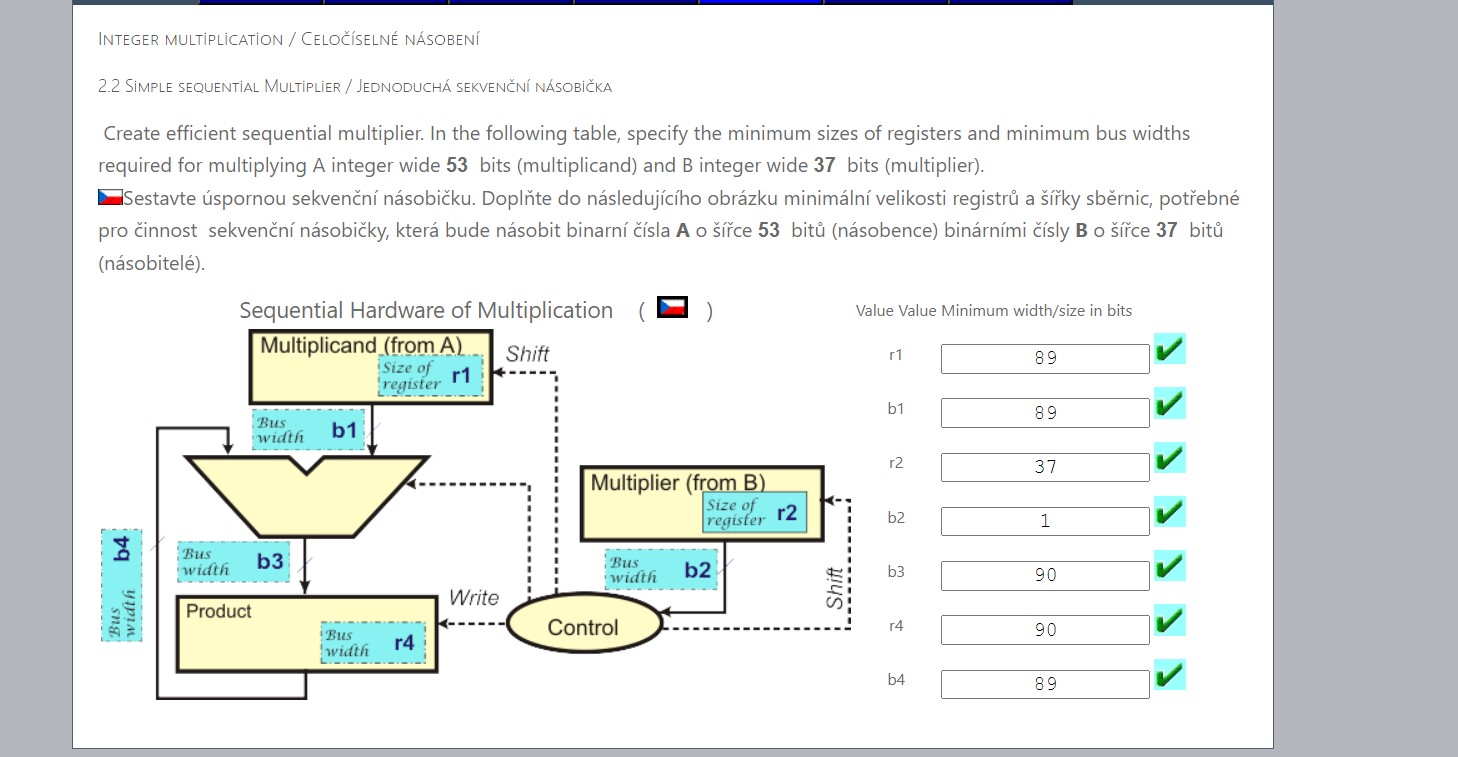 INTEGER MULTIPLICATION / CELOČÍSELNÉ NÁSOBENÍ
2.2 SIMPLE SEQUENTIAL MULTIPLIER / JEDNODUCHÁ SEKVENČNÍ NÁSOBIČKA
Create efficient sequential multiplier. In the following table, specify the minimum sizes of registers and minimum bus widths
required for multiplying A integer wide 53 bits (multiplicand) and B integer wide 37 bits (multiplier).
Sestavte úspornou sekvenční násobičku. Doplňte do následujícího obrázku minimální velikosti registrů a šířky sběrnic, potřebné
pro činnost sekvenční násobičky, která bude násobit binarní čísla A o šířce 53 bitů (násobence) binárními čísly B o šířce 37 bitů
(násobitelé).
Sequential Hardware of Multiplication ( )
Multiplicand (from A)
Size of
register r1
Shift
Bus
width b1
Multiplier (from B)
Size of
register r2
Bus
width b4
Bus
width b3
Bus
width b2
Shift
Product
Write
Bus
width r4
Control
Value Value Minimum width/size in bits
r1 89
b1 89
r2 37
b2 1
b3 90
r4 90
b4 89